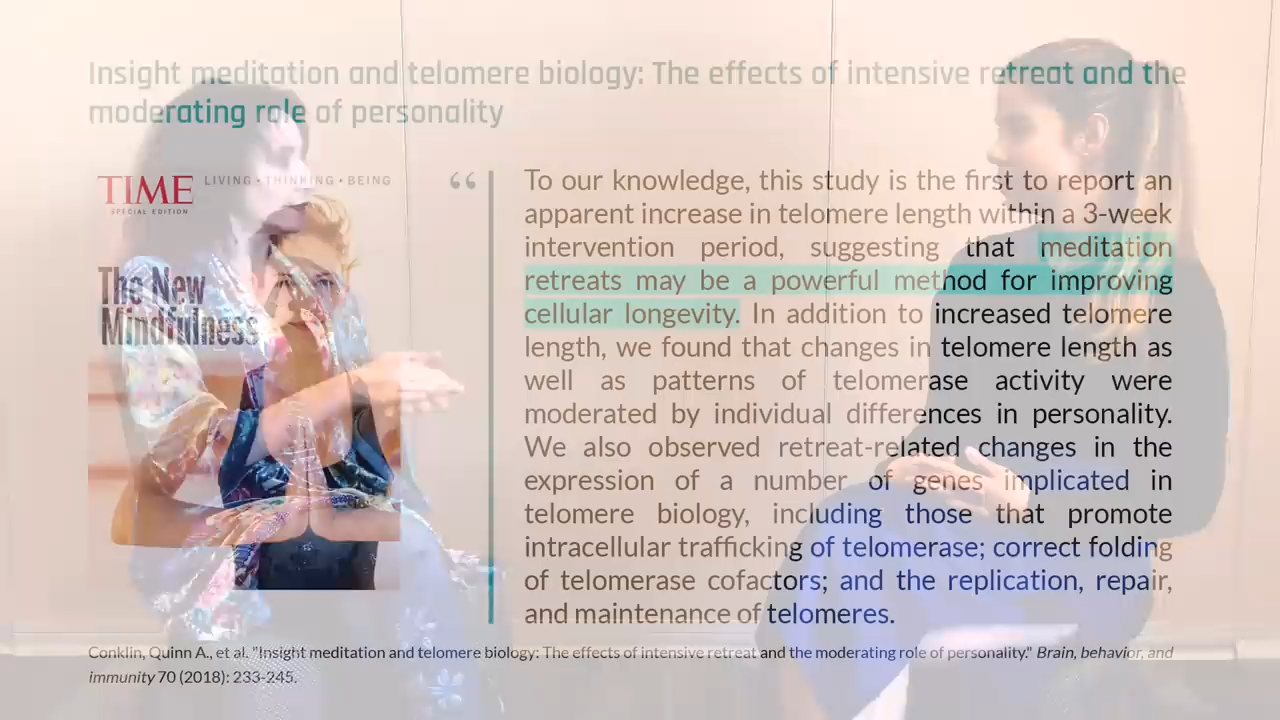 Insight meditation and telomere biology: The effects of intensive retreat and the
moderating role of personality
TIME
LIVING • THINKING • BEING
SPECIAL EDITION
The New
Mindfulness
“
To our knowledge, this study is the first to report an
apparent increase in telomere length within a 3-week
intervention period, suggesting that meditation
retreats may be a powerful method for improving
cellular longevity. In addition to increased telomere
length, we found that changes in telomere length as
well as patterns of telomerase activity were
moderated by individual differences in personality.
We also observed retreat-related changes in the
expression of a number of genes implicated in
telomere biology, including those that promote
intracellular trafficking of telomerase; correct folding
of telomerase cofactors; and the replication, repair,
and maintenance of telomeres.
Conklin, Quinn A., et al. "Insight meditation and telomere biology: The effects of intensive retreat and the moderating role of personality." Brain, behavior, and
immunity 70 (2018): 233-245.